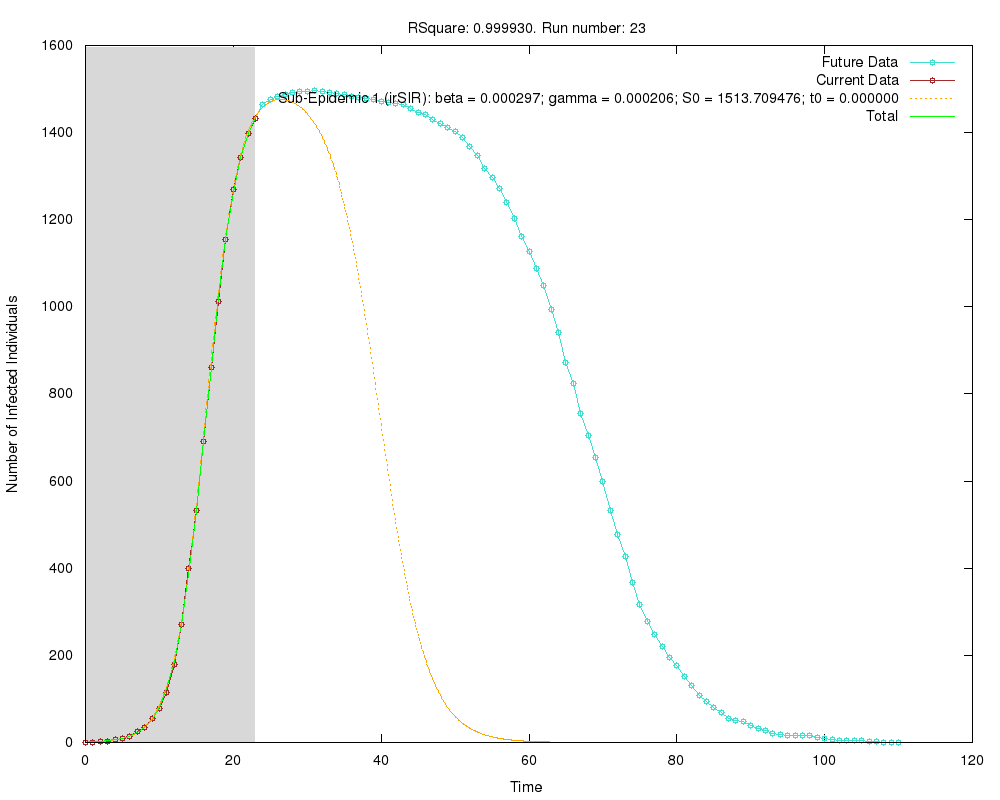 RSquare: 0.999930. Run number: 23
1600
1400
1200
1000
800
600
400
200
0
Number of Infected Individuals
Future Data
Current Data
Sub-Epidemic 1 (irSIR): beta = 0.000297; gamma = 0.000206; S0 = 1513.709476; t0 = 0.000000
Total
0 20 40 60 80 100 120
Time